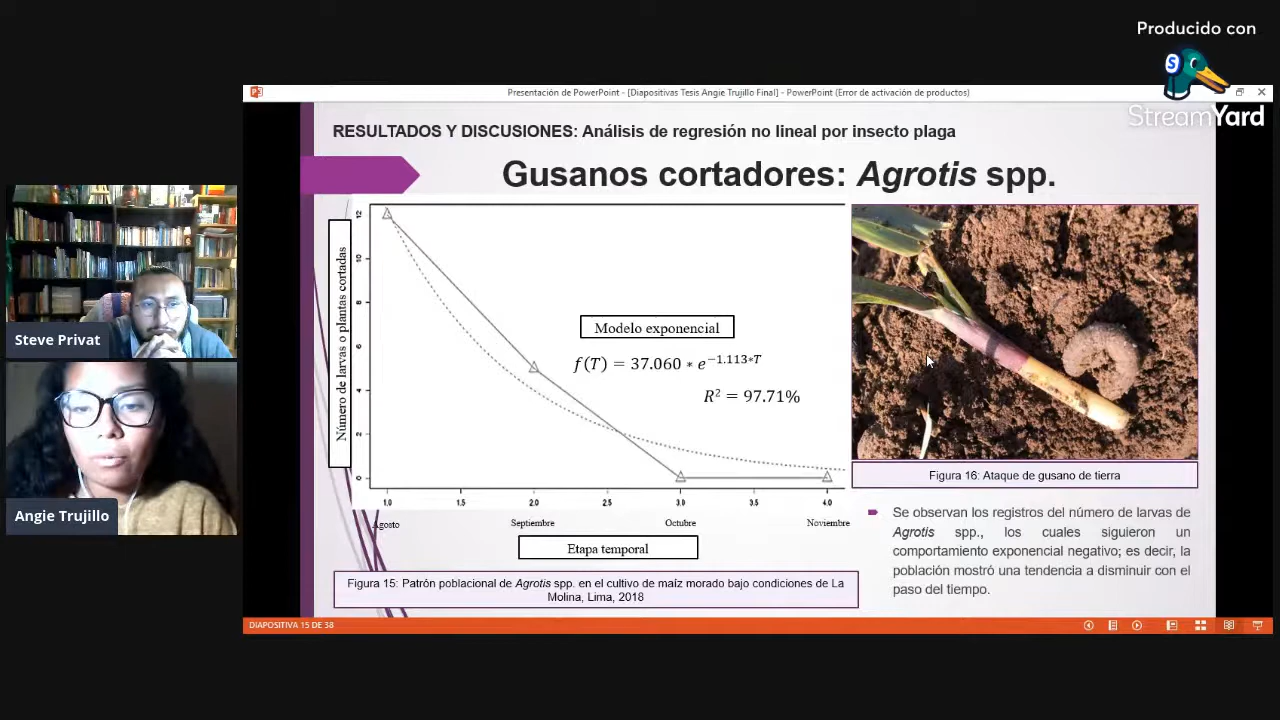 Producido con
S
StreamYard
Presentación de PowerPoint - [Diapositivas Tesis Angie Trujillo Final] - PowerPoint (Error de activación de productos)
RESULTADOS Y DISCUSIONES: Análisis de regresión no lineal por insecto plaga
Gusanos cortadores: Agrotis spp.
Número de larvas o plantas cortadas
12
10
8
6
4
2
0
Modelo exponencial
f(T) = 37.060 * e^{−1.113*T}
R² = 97.71%
1.0 1.5 2.0 2.5 3.0 3.5 4.0
Agosto Septiembre Octubre Noviembre
Etapa temporal
Figura 15: Patrón poblacional de Agrotis spp. en el cultivo de maíz morado bajo condiciones de La
Molina, Lima, 2018
Figura 16: Ataque de gusano de tierra
Se observan los registros del número de larvas de
Agrotis spp., los cuales siguieron un
comportamiento exponencial negativo; es decir, la
población mostró una tendencia a disminuir con el
paso del tiempo.
DIAPOSITIVA 15 DE 38
Steve Privat
Angie Trujillo